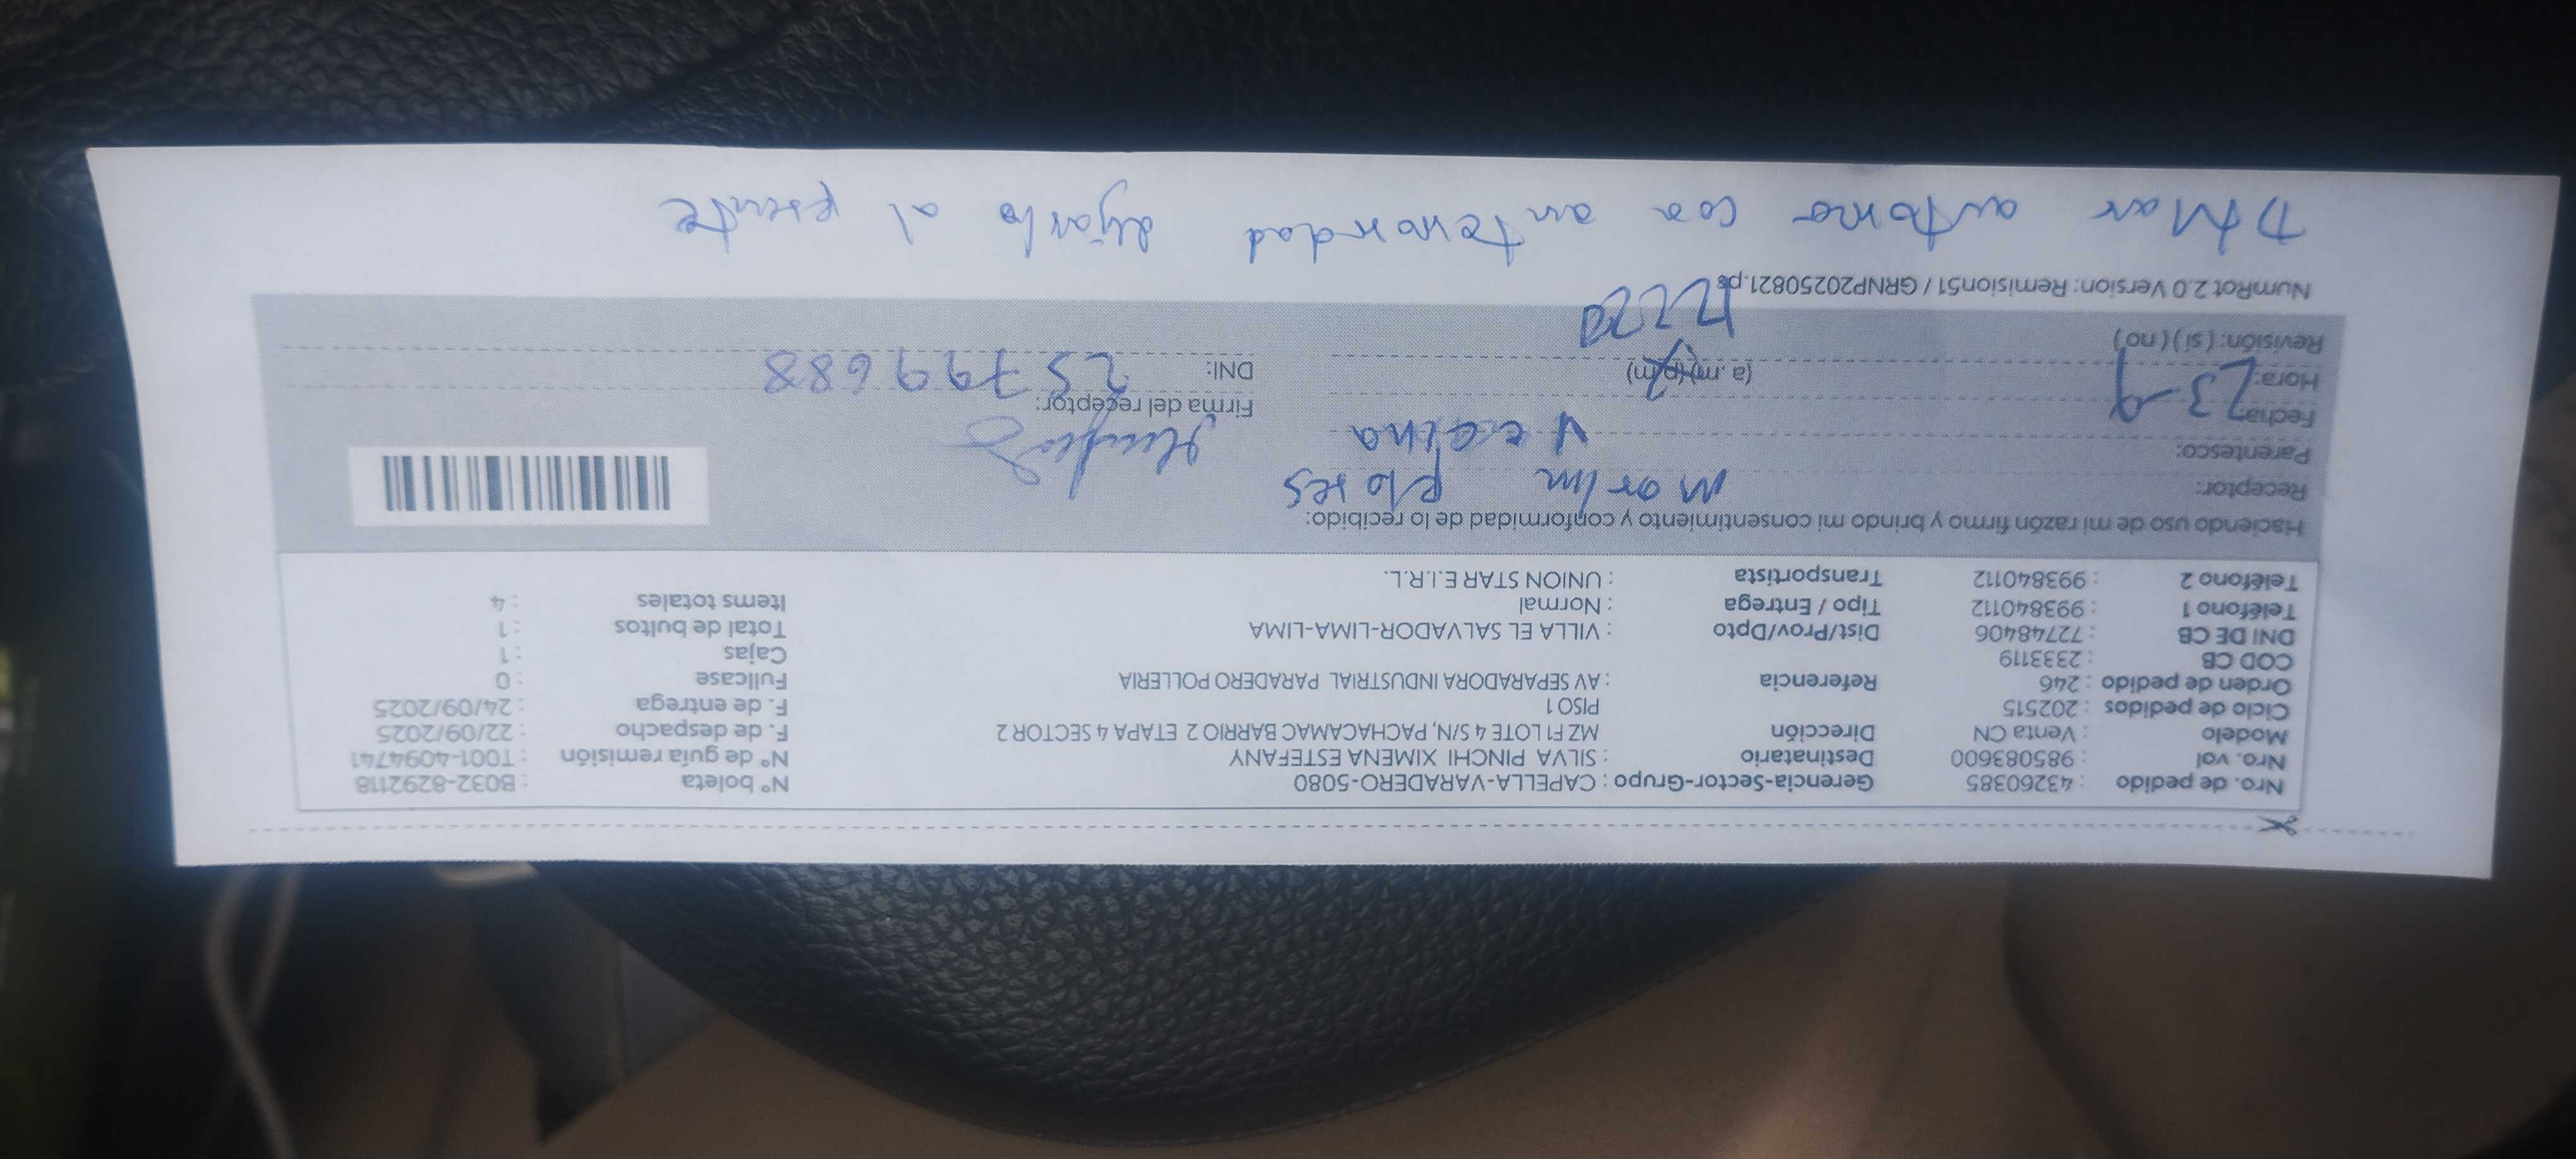 Nro. de pedido : 43260385 Gerencia-Sector-Grupo : CAPELLA-VARADERO-5080 N° boleta : B032-8292118
Nro. vol : 985083600 Destinatario : SILVA PINCHI XIMENA ESTEFANY N° de guía remisión : T001-4094741
Modelo : Venta CN Dirección MZ F1 LOTE 4 S/N, PACHACAMAC BARRIO 2 ETAPA 4 SECTOR 2 F. de despacho : 22/09/2025
Ciclo de pedidos : 202515 PISO 1 F. de entrega : 24/09/2025
Orden de pedido : 246 Referencia : AV SEPARADORA INDUSTRIAL PARADERO POLLERIA Fullcase : 0
COD CB : 2333119 Cajas : 1
DNI DE CB : 72748406 Dist/Prov/Dpto : VILLA EL SALVADOR-LIMA-LIMA Total de bultos : 1
Teléfono 1 : 993840112 Tipo / Entrega : Normal Items totales : 4
Teléfono 2 : 993840112 Transportista : UNION STAR E.I.R.L.
Haciendo uso de mi razón firmo y brindo mi consentimiento y conformidad de lo recibido:
Receptor: flores
Parentesco: vecina
Fecha: 23-9 Firma del receptor:
Hora: (a.m) (p.m) DNI: 25799688
Revisión: ( si ) ( no )
NumRot 2.0 Version: Remision51 / GRNP20250821.ps
autorizo con anterioridad dejarlo al